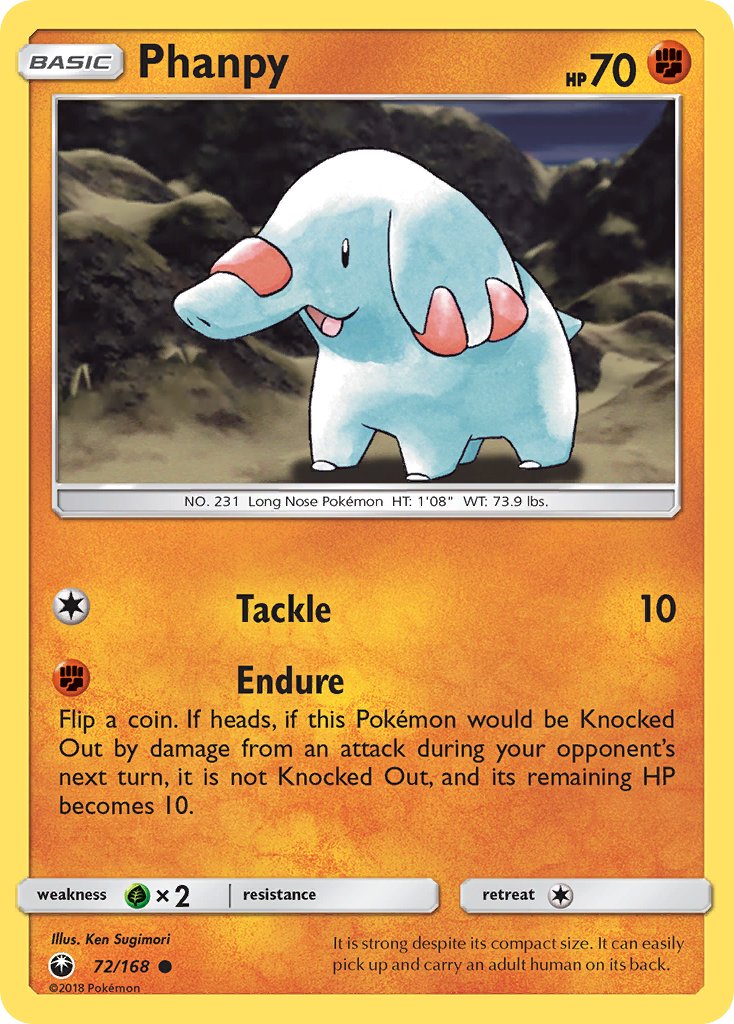 BASIC Phanpy HP 70
NO. 231 Long Nose Pokémon HT: 1'08" WT: 73.9 lbs.
Tackle 10
Endure
Flip a coin. If heads, if this Pokémon would be Knocked
Out by damage from an attack during your opponent's
next turn, it is not Knocked Out, and its remaining HP
becomes 10.
weakness ×2 resistance retreat
Illus. Ken Sugimori
72/168
©2018 Pokémon
It is strong despite its compact size. It can easily
pick up and carry an adult human on its back.